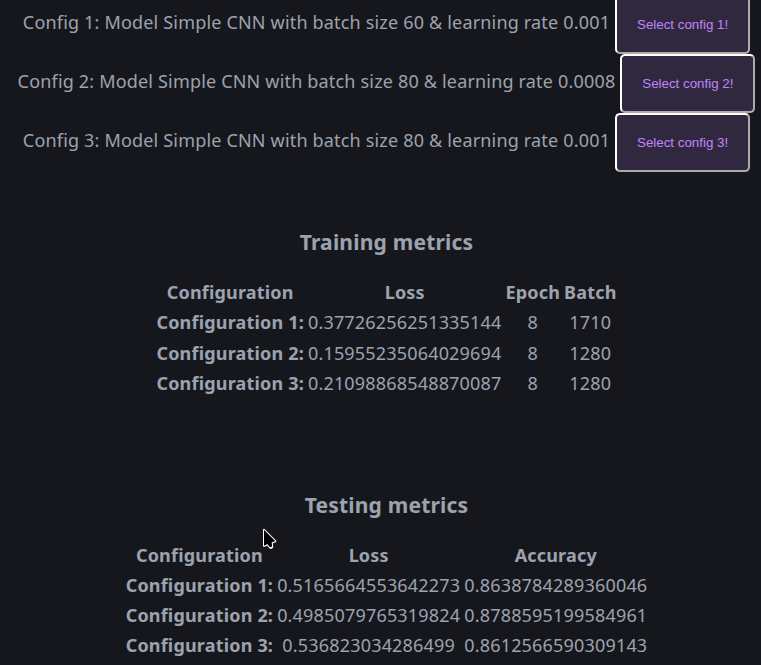 Config 1: Model Simple CNN with batch size 60 & learning rate 0.001 Select config 1!
Config 2: Model Simple CNN with batch size 80 & learning rate 0.0008 Select config 2!
Config 3: Model Simple CNN with batch size 80 & learning rate 0.001 Select config 3!
Training metrics
Configuration Loss Epoch Batch
Configuration 1: 0.37726256251335144 8 1710
Configuration 2: 0.15955235064029694 8 1280
Configuration 3: 0.21098868548870087 8 1280
Testing metrics
Configuration Loss Accuracy
Configuration 1: 0.5165664553642273 0.8638784289360046
Configuration 2: 0.4985079765319824 0.8788595199584961
Configuration 3: 0.536823034286499 0.8612566590309143